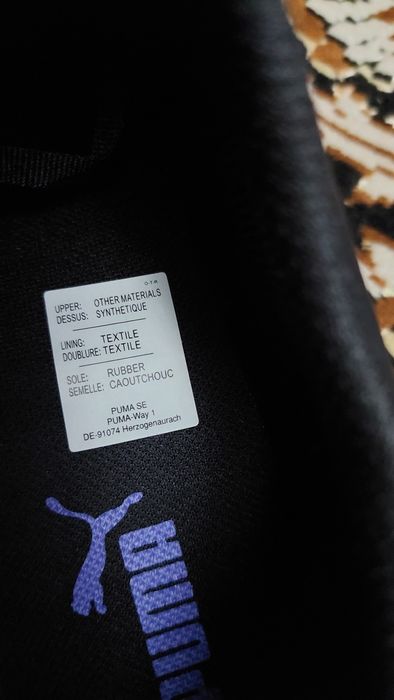 O-T-R
UPPER: OTHER MATERIALS
DESSUS: SYNTHETIQUE
LINING: TEXTILE
DOUBLURE: TEXTILE
SOLE: RUBBER
SEMELLE: CAOUTCHOUC
PUMA SE
PUMA-Way 1
DE-91074 Herzogenaurach
PUMA